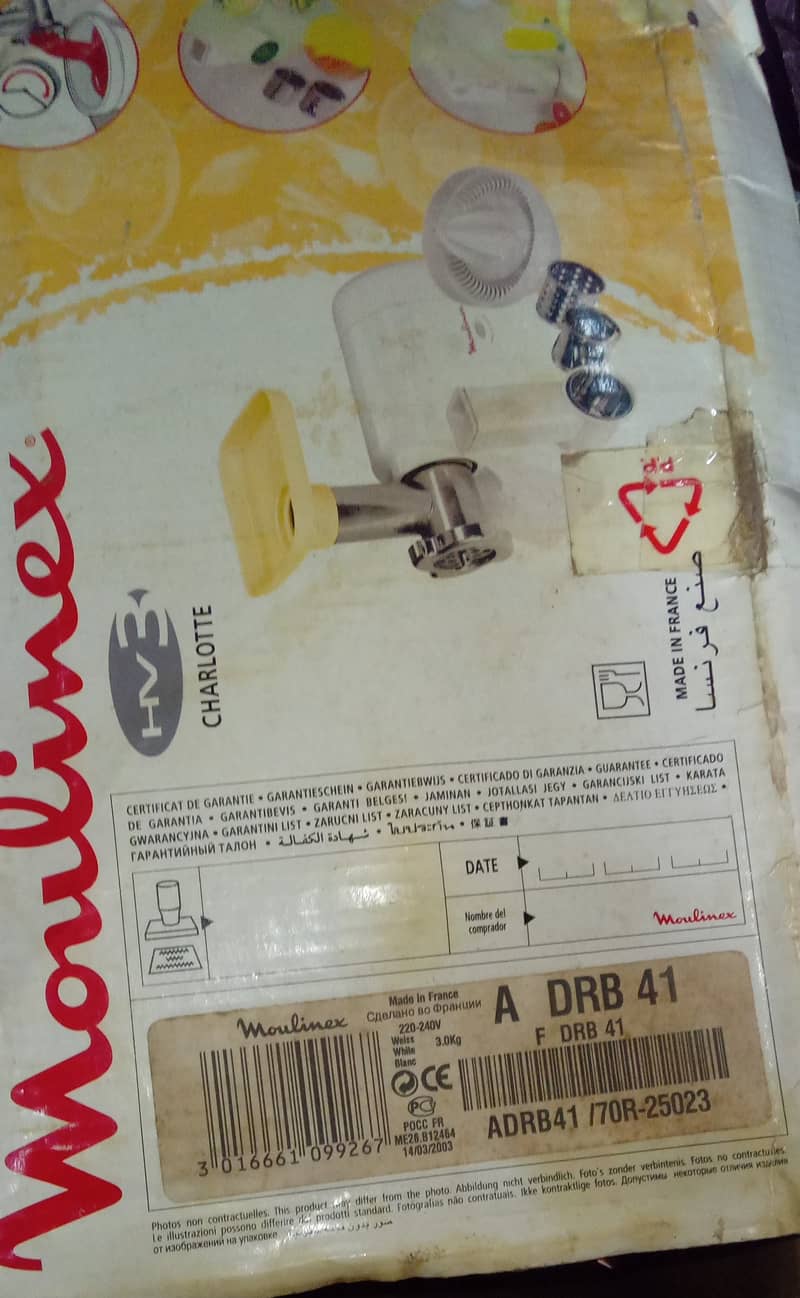 Moulinex®
HV3
CHARLOTTE
Moulinex
MADE IN FRANCE
صنع فرنسا
CERTIFICAT DE GARANTIE • GARANTIESCHEIN • GARANTIEBWIJS • CERTIFICADO DI GARANZIA • GUARANTEE • CERTIFICADO
DE GARANTIA • GARANTIBEVIS • GARANTI BELGESI • JAMINAN • JOTALLASI JEGY • GARANCIJSKI LIST • KARATA
GWARANCYJNA • GARANTINI LIST • ZARUCNI LIST • ZARACUNY LIST • CEPTHONKAT TAPANTAN • ΔΕΛΤΙΟ ΕΓΓΥΗΣΕΩΣ •
ГАРАНТИЙНЫЙ ТАЛОН • شهادة الكفالة •
DATE
Nombre del
comprador
Moulinex
Moulinex
Made in France
Сделано во Франции
220-240V
Weiss 3.0Kg
White
Blanc
CE
PC
POCC FR
ME26.B12464
14/03/2003
A DRB 41
F DRB 41
ADRB41 /70R-25023
3 016661 099267
Photos non contractuelles. This product may differ from the photo. Abbildung nicht verbindlich. Foto's zonder verbintenis. Fotos no contractuales.
Le illustrazioni possono differire da prodotti standard. Fotografias não contratuais. Ikke kontraktlige fotos. Допустимы некоторые отличия изделия
от изображений на упаковке.